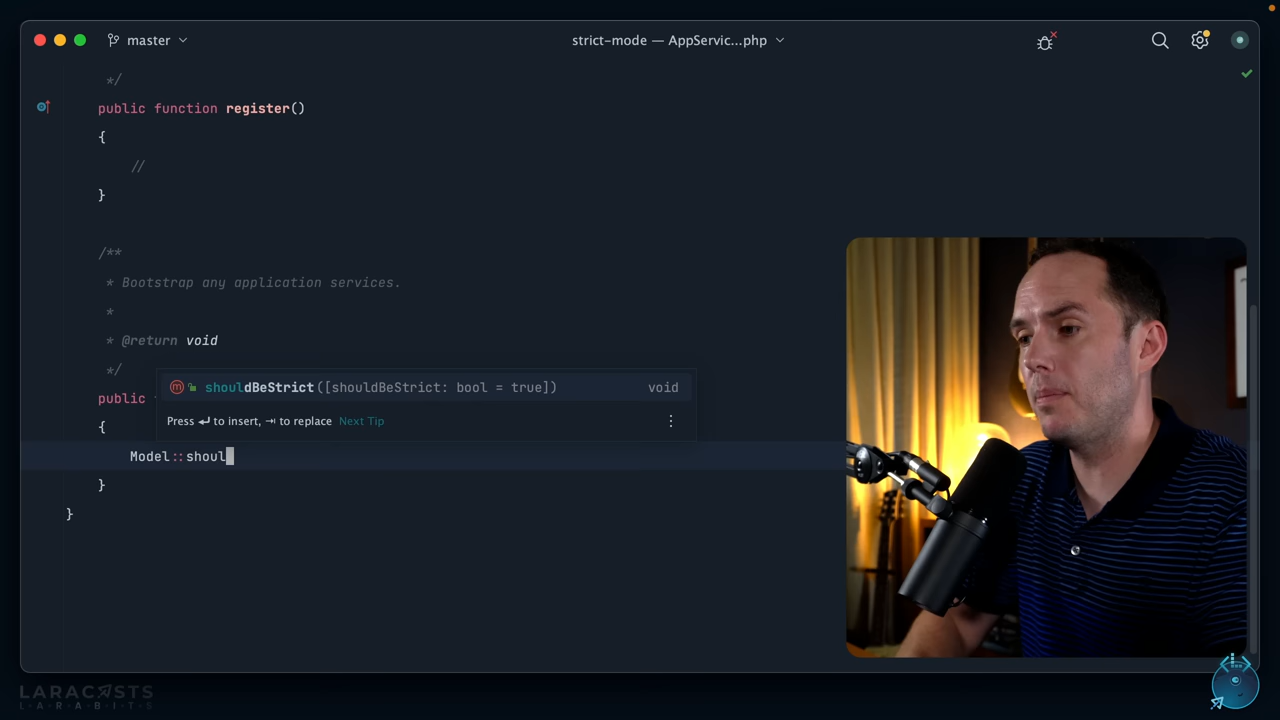 master
strict-mode — AppServic...php
*/
public function register()
{
//
}
/**
* Bootstrap any application services.
*
* @return void
*/
shouldBeStrict([shouldBeStrict: bool = true]) void
public
Press ↵ to insert, ⇥ to replace Next Tip
{
Model::shoul
}
}
LARACASTS
LARABITS